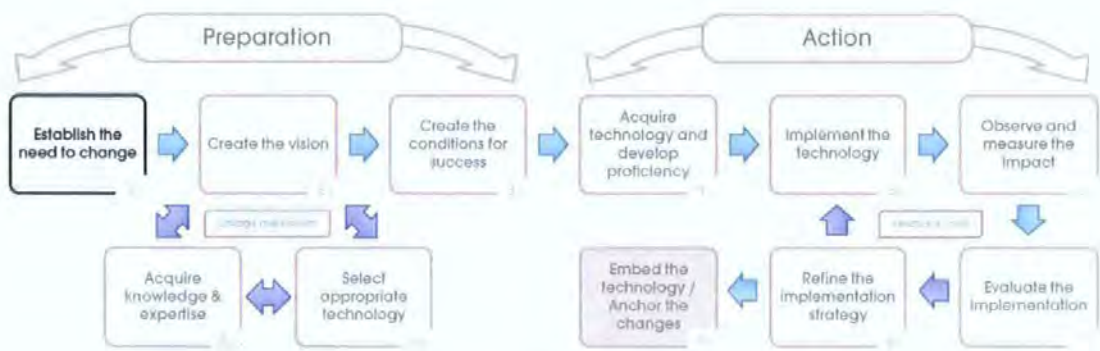 Preparation
Action
Establish the
need to change
Create the vision
Create the
conditions for
success
Acquire
technology and
develop
proficiency
Implement the
technology
Observe and
measure the
impact
Acquire
knowledge &
expertise
Select
appropriate
technology
Embed the
technology /
Anchor the
changes
Refine the
implementation
strategy
Evaluate the
implementation